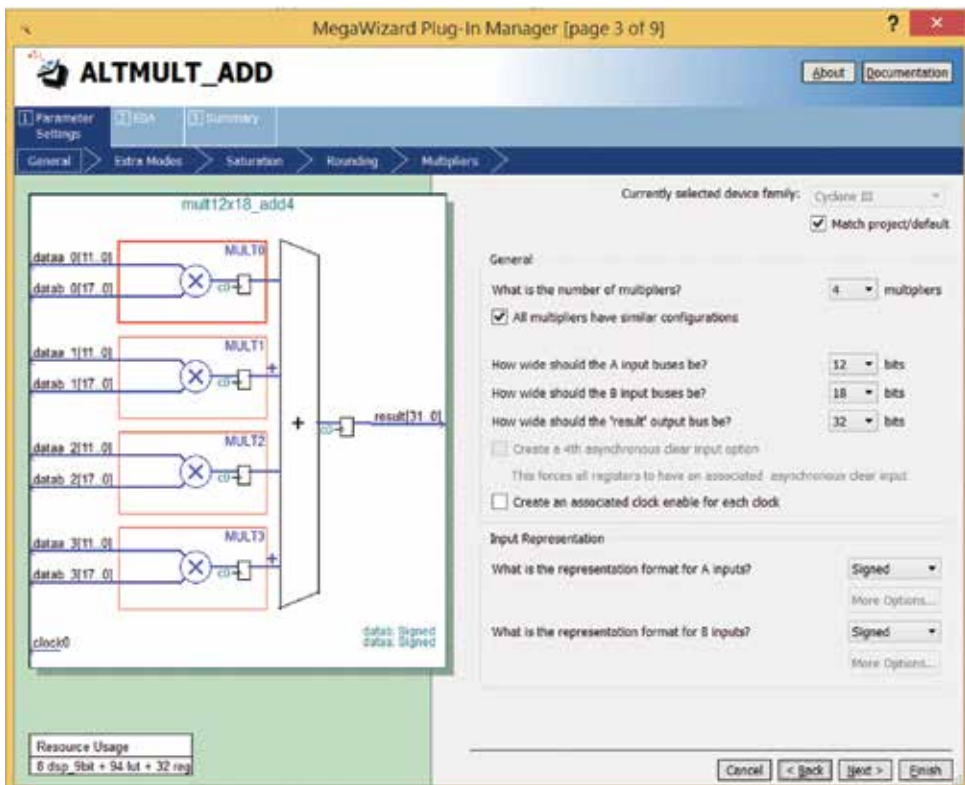 MegaWizard Plug-In Manager [page 3 of 9]
? ×
ALTMULT_ADD
About Documentation
1 Parameter Settings
2 EDA
3 Summary
General Extra Modes Saturation Rounding Multipliers
Currently selected device family: Cyclone III
Match project/default
mult12x18_add4
dataa_0[11..0]
datab_0[17..0]
MULT0
dataa_1[11..0]
datab_1[17..0]
MULT1
dataa_2[11..0]
datab_2[17..0]
MULT2
dataa_3[11..0]
datab_3[17..0]
MULT3
+
+
+
result[31..0]
clock0
datab: Signed
dataa: Signed
General
What is the number of multipliers? 4 multipliers
All multipliers have similar configurations
How wide should the A input buses be? 12 bits
How wide should the B input buses be? 18 bits
How wide should the 'result' output bus be? 32 bits
Create a 4th asynchronous clear input option
This forces all registers to have an associated asynchronous clear input
Create an associated clock enable for each clock
Input Representation
What is the representation format for A inputs? Signed
More Options...
What is the representation format for B inputs? Signed
More Options...
Resource Usage
8 dsp_9bit + 94 lut + 32 reg
Cancel < Back Next > Finish